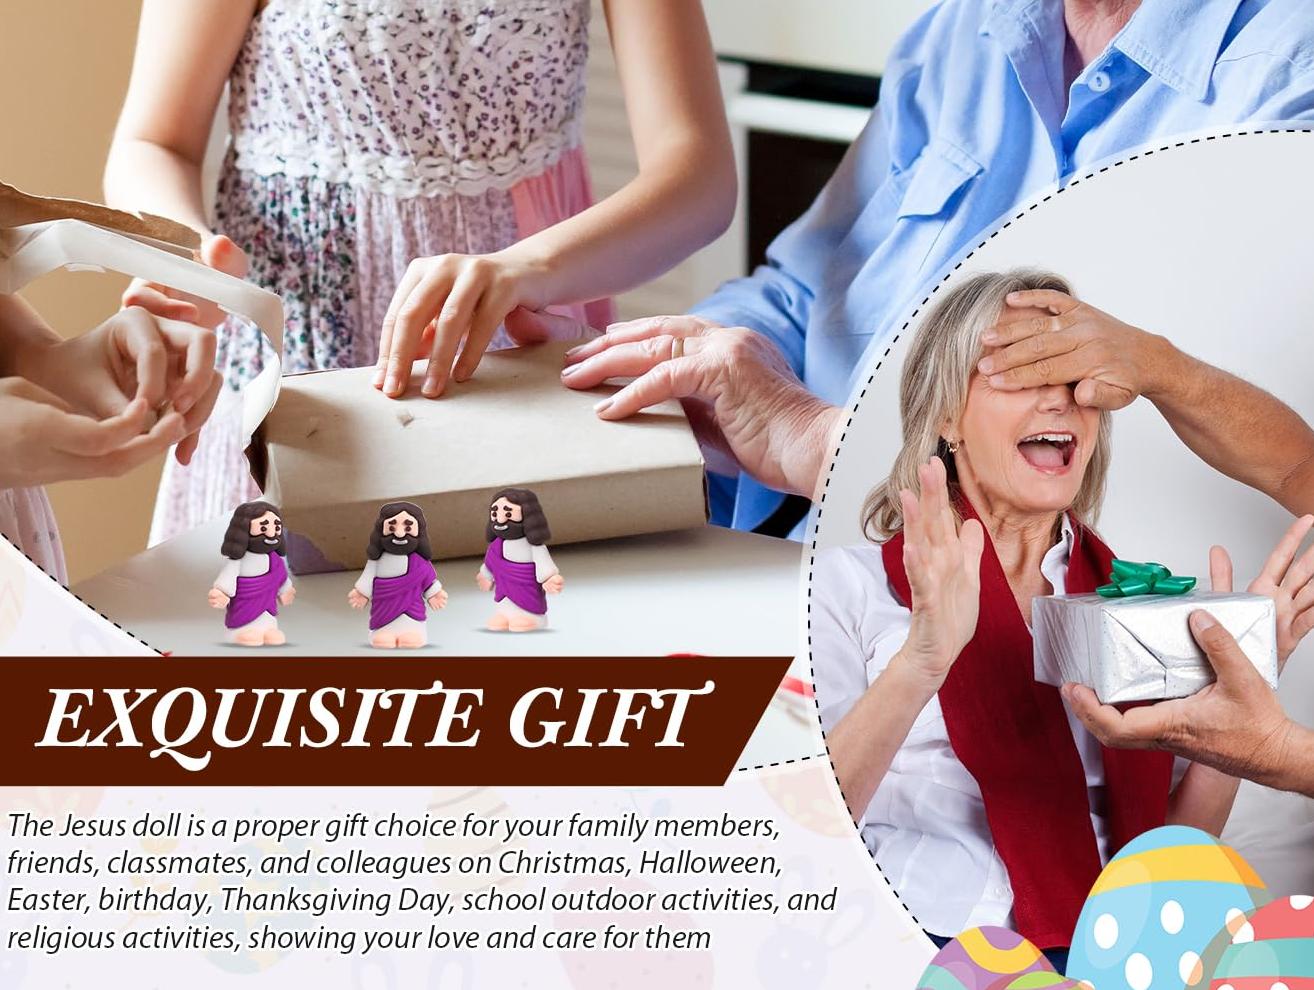 EXQUISITE GIFT
The Jesus doll is a proper gift choice for your family members,
friends, classmates, and colleagues on Christmas, Halloween,
Easter, birthday, Thanksgiving Day, school outdoor activities, and
religious activities, showing your love and care for them